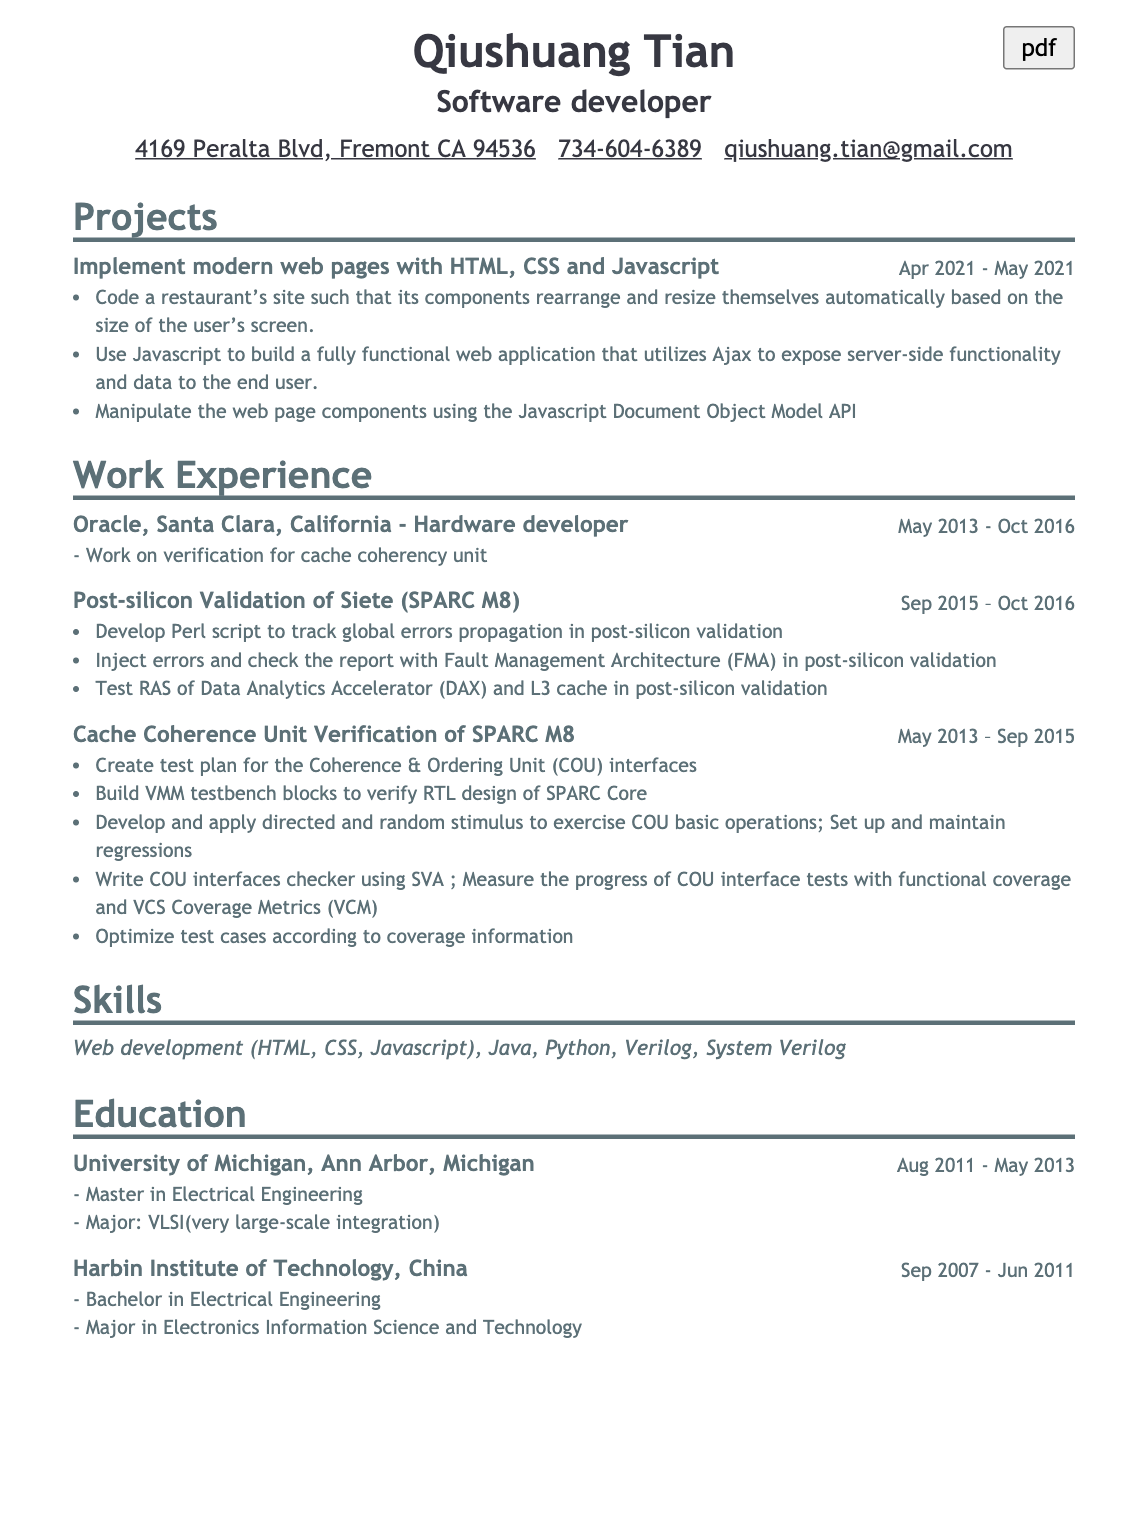 Qiushuang Tian
pdf
Software developer
4169 Peralta Blvd, Fremont CA 94536 734-604-6389 qiushuang.tian@gmail.com
Projects
Implement modern web pages with HTML, CSS and Javascript Apr 2021 - May 2021
• Code a restaurant’s site such that its components rearrange and resize themselves automatically based on the
size of the user’s screen.
• Use Javascript to build a fully functional web application that utilizes Ajax to expose server-side functionality
and data to the end user.
• Manipulate the web page components using the Javascript Document Object Model API
Work Experience
Oracle, Santa Clara, California - Hardware developer May 2013 - Oct 2016
- Work on verification for cache coherency unit
Post-silicon Validation of Siete (SPARC M8) Sep 2015 – Oct 2016
• Develop Perl script to track global errors propagation in post-silicon validation
• Inject errors and check the report with Fault Management Architecture (FMA) in post-silicon validation
• Test RAS of Data Analytics Accelerator (DAX) and L3 cache in post-silicon validation
Cache Coherence Unit Verification of SPARC M8 May 2013 – Sep 2015
• Create test plan for the Coherence & Ordering Unit (COU) interfaces
• Build VMM testbench blocks to verify RTL design of SPARC Core
• Develop and apply directed and random stimulus to exercise COU basic operations; Set up and maintain
regressions
• Write COU interfaces checker using SVA ; Measure the progress of COU interface tests with functional coverage
and VCS Coverage Metrics (VCM)
• Optimize test cases according to coverage information
Skills
Web development (HTML, CSS, Javascript), Java, Python, Verilog, System Verilog
Education
University of Michigan, Ann Arbor, Michigan Aug 2011 - May 2013
- Master in Electrical Engineering
- Major: VLSI(very large-scale integration)
Harbin Institute of Technology, China Sep 2007 - Jun 2011
- Bachelor in Electrical Engineering
- Major in Electronics Information Science and Technology